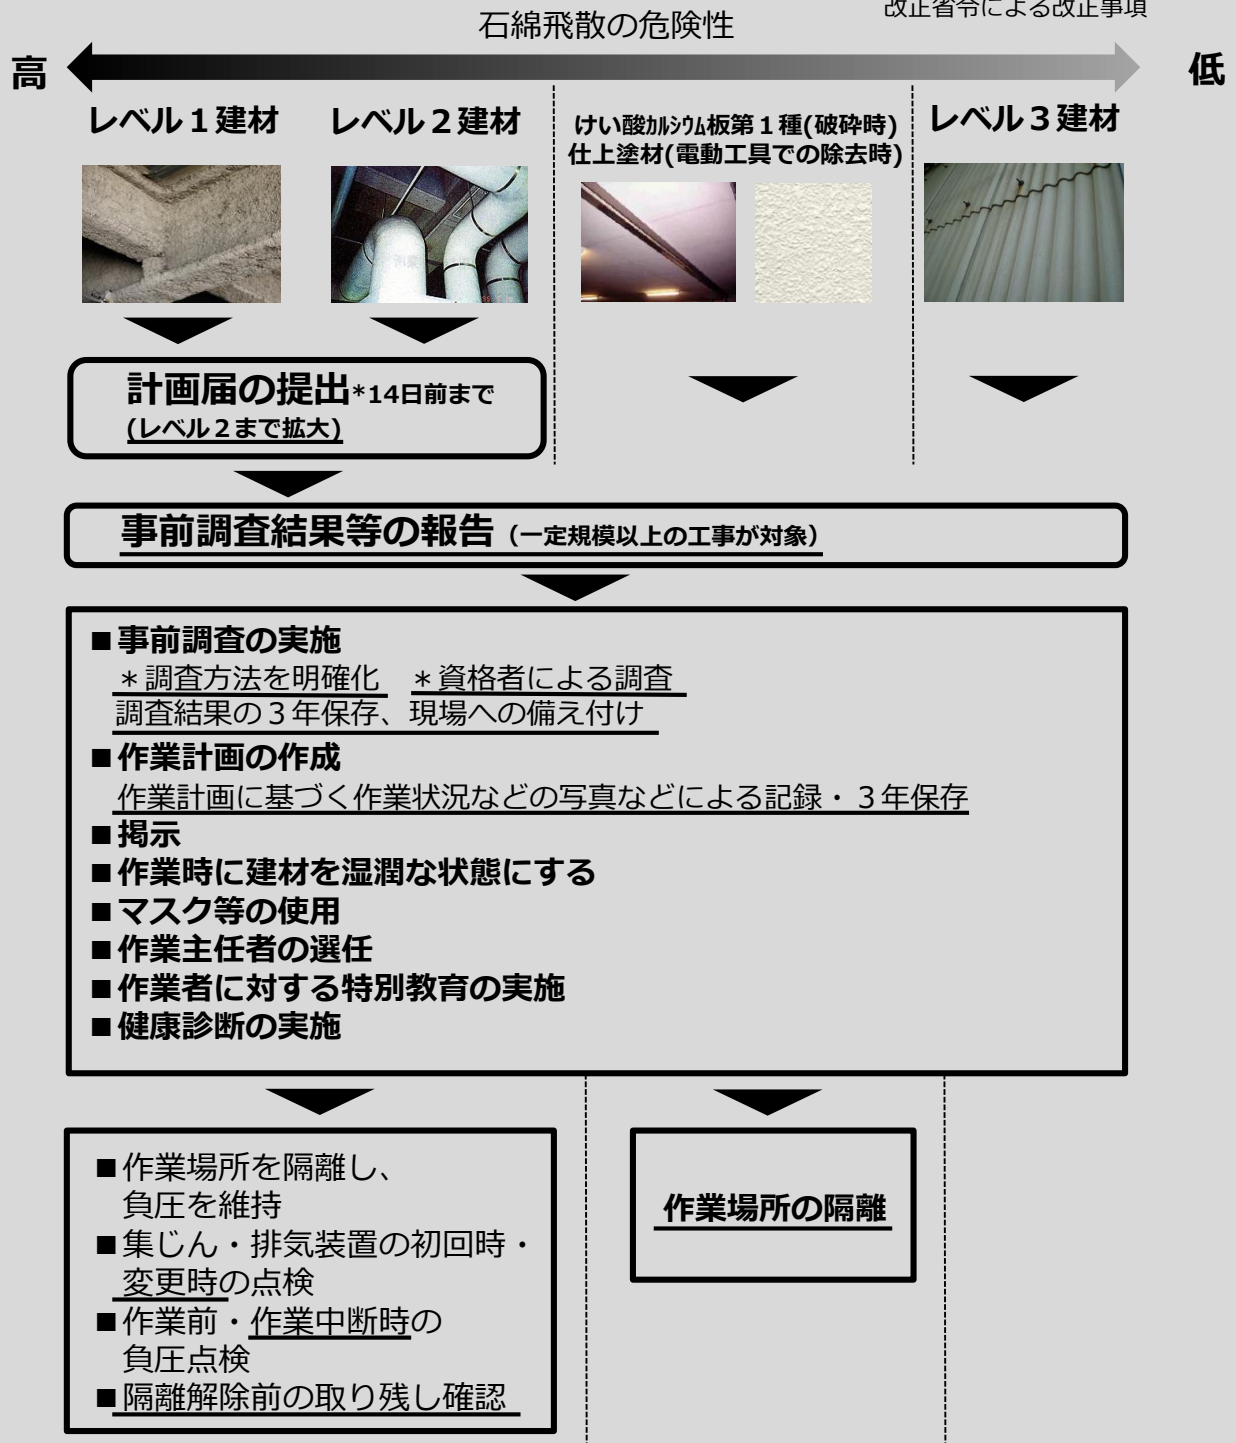 改正省令による改正事項
石綿飛散の危険性
高
低
レベル１建材
レベル２建材
けい酸ｶﾙｼｳﾑ板第１種(破砕時)
仕上塗材(電動工具での除去時)
レベル３建材
計画届の提出*14日前まで
(レベル２まで拡大)
事前調査結果等の報告（一定規模以上の工事が対象）
■事前調査の実施
＊調査方法を明確化　＊資格者による調査
調査結果の３年保存、現場への備え付け
■作業計画の作成
作業計画に基づく作業状況などの写真などによる記録・３年保存
■掲示
■作業時に建材を湿潤な状態にする
■マスク等の使用
■作業主任者の選任
■作業者に対する特別教育の実施
■健康診断の実施
■作業場所を隔離し、
負圧を維持
■集じん・排気装置の初回時・
変更時の点検
■作業前・作業中断時の
負圧点検
■隔離解除前の取り残し確認
作業場所の隔離